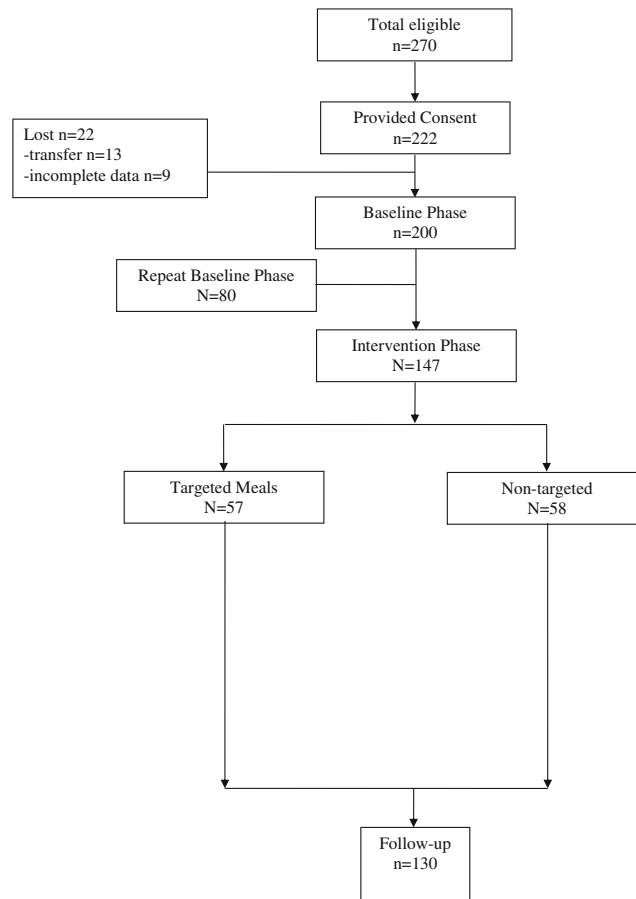 Total eligible
n=270
Provided Consent
n=222
Lost n=22
-transfer n=13
-incomplete data n=9
Baseline Phase
n=200
Repeat Baseline Phase
N=80
Intervention Phase
N=147
Targeted Meals
N=57
Non-targeted
N=58
Follow-up
n=130